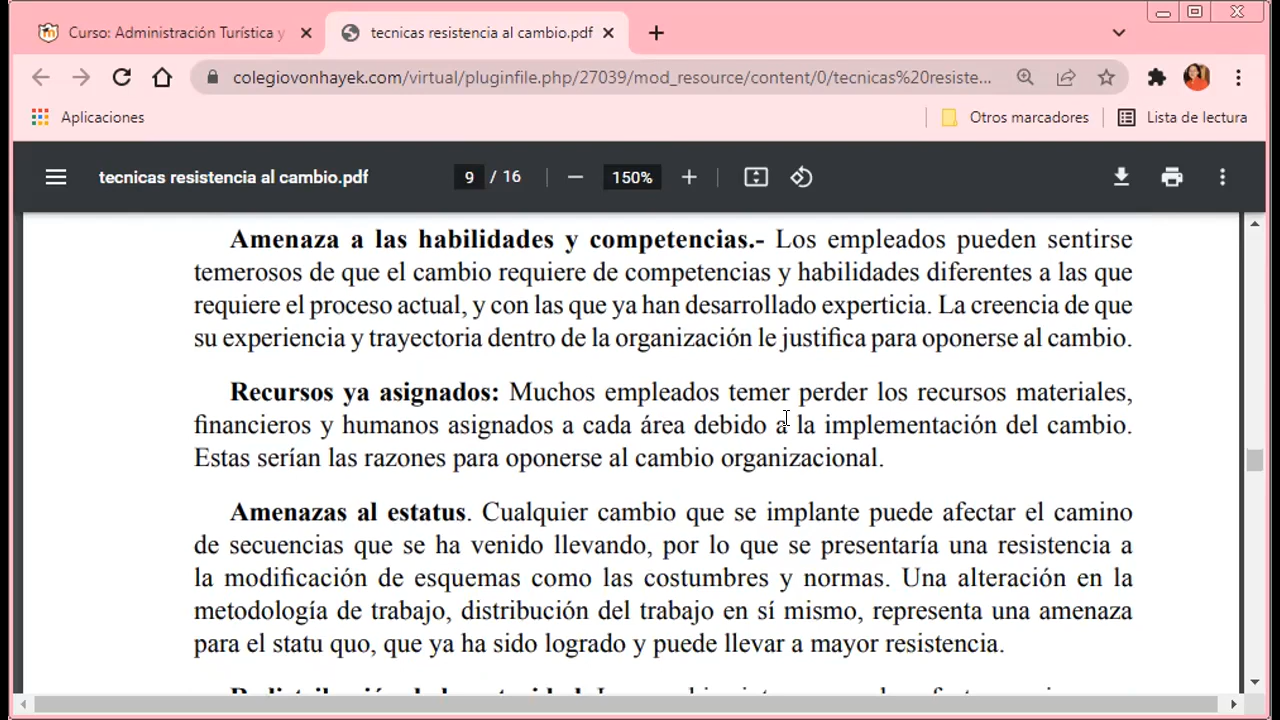 Curso: Administración Turística y
tecnicas resistencia al cambio.pdf
colegiovonhayek.com/virtual/pluginfile.php/27039/mod_resource/content/0/tecnicas%20resiste...
Aplicaciones
Otros marcadores
Lista de lectura
tecnicas resistencia al cambio.pdf
9 / 16
150%
Amenaza a las habilidades y competencias.- Los empleados pueden sentirse
temerosos de que el cambio requiere de competencias y habilidades diferentes a las que
requiere el proceso actual, y con las que ya han desarrollado experticia. La creencia de que
su experiencia y trayectoria dentro de la organización le justifica para oponerse al cambio.
Recursos ya asignados: Muchos empleados temer perder los recursos materiales,
financieros y humanos asignados a cada área debido a la implementación del cambio.
Estas serían las razones para oponerse al cambio organizacional.
Amenazas al estatus. Cualquier cambio que se implante puede afectar el camino
de secuencias que se ha venido llevando, por lo que se presentaría una resistencia a
la modificación de esquemas como las costumbres y normas. Una alteración en la
metodología de trabajo, distribución del trabajo en sí mismo, representa una amenaza
para el statu quo, que ya ha sido logrado y puede llevar a mayor resistencia.